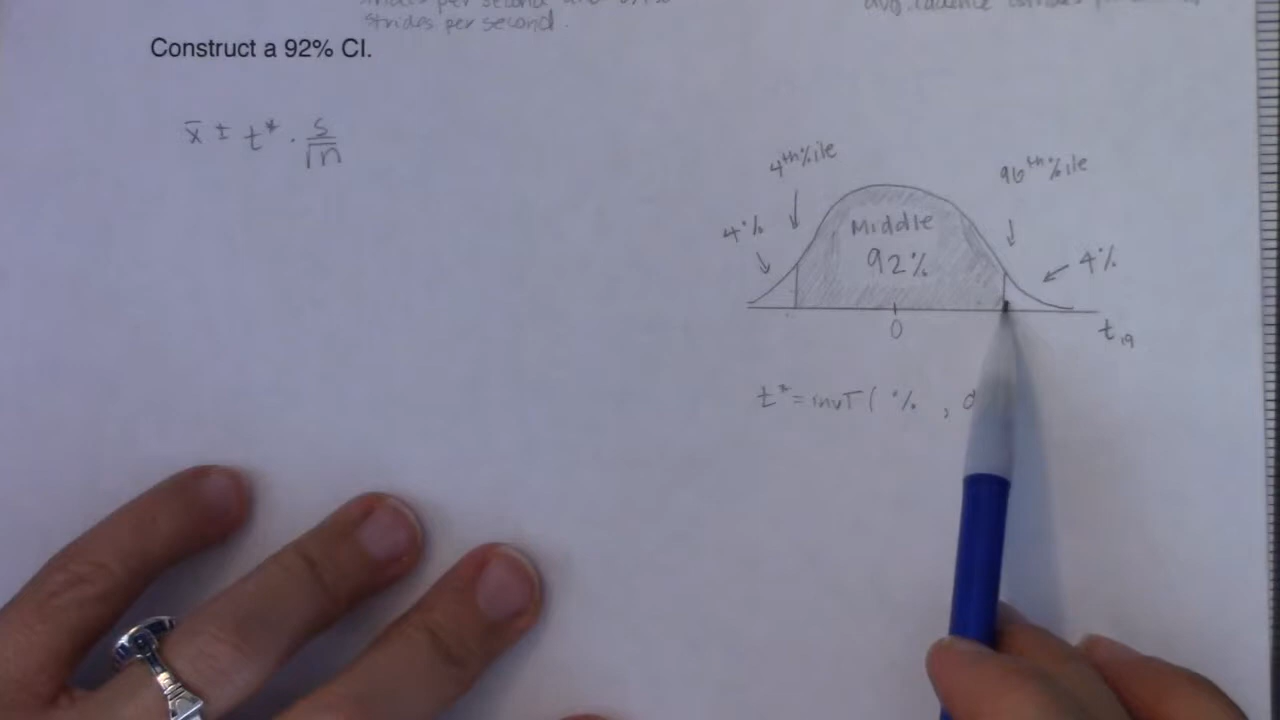 strides per second.
Construct a 92% CI.
x̄ ± t* · s/√n
4th %ile
96th %ile
4%
Middle
92%
4%
0
t19
t* = invT( % , d